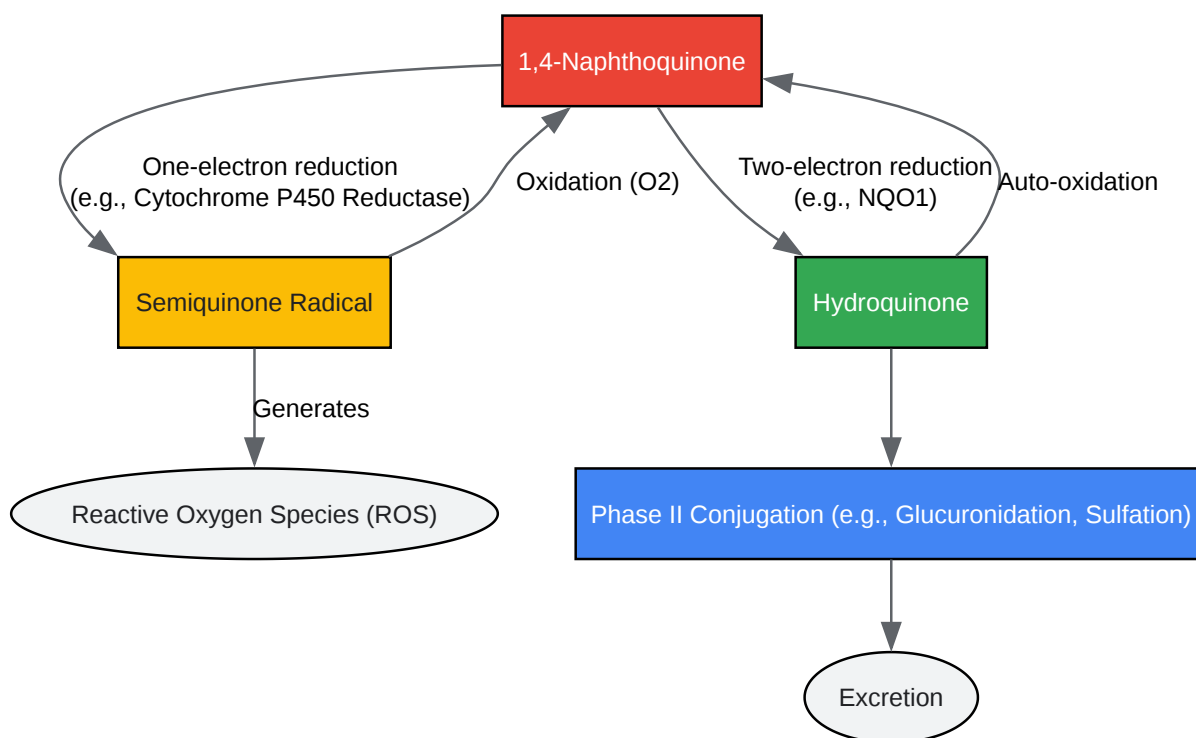 1,4-Naphthoquinone
One-electron reduction
(e.g., Cytochrome P450 Reductase)
Oxidation (O2)
Two-electron reduction
(e.g., NQO1)
Auto-oxidation
Semiquinone Radical
Hydroquinone
Generates
Reactive Oxygen Species (ROS)
Phase II Conjugation (e.g., Glucuronidation, Sulfation)
Excretion